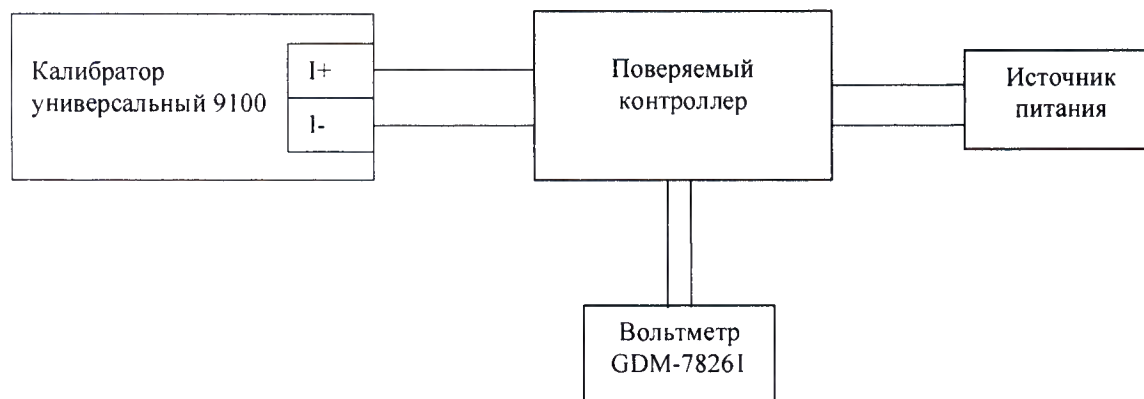 Калибратор
универсальный 9100
I+
I-
Поверяемый
контроллер
Источник
питания
Вольтметр
GDM-78261